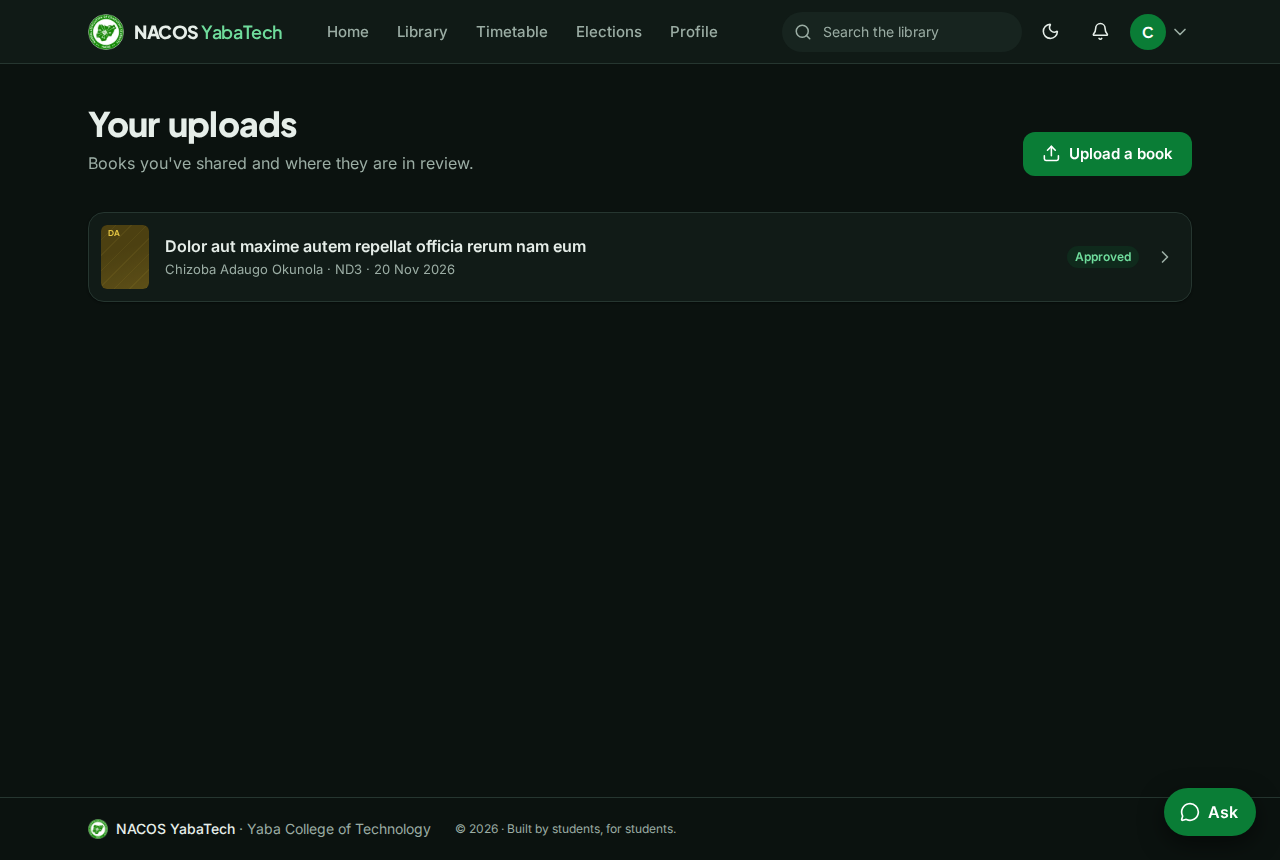 NACOS YabaTech
Home
Library
Timetable
Elections
Profile
Search the library
C
Your uploads
Books you've shared and where they are in review.
Upload a book
DA
Dolor aut maxime autem repellat officia rerum nam eum
Chizoba Adaugo Okunola · ND3 · 20 Nov 2026
Approved
NACOS YabaTech · Yaba College of Technology
© 2026 · Built by students, for students.
Ask